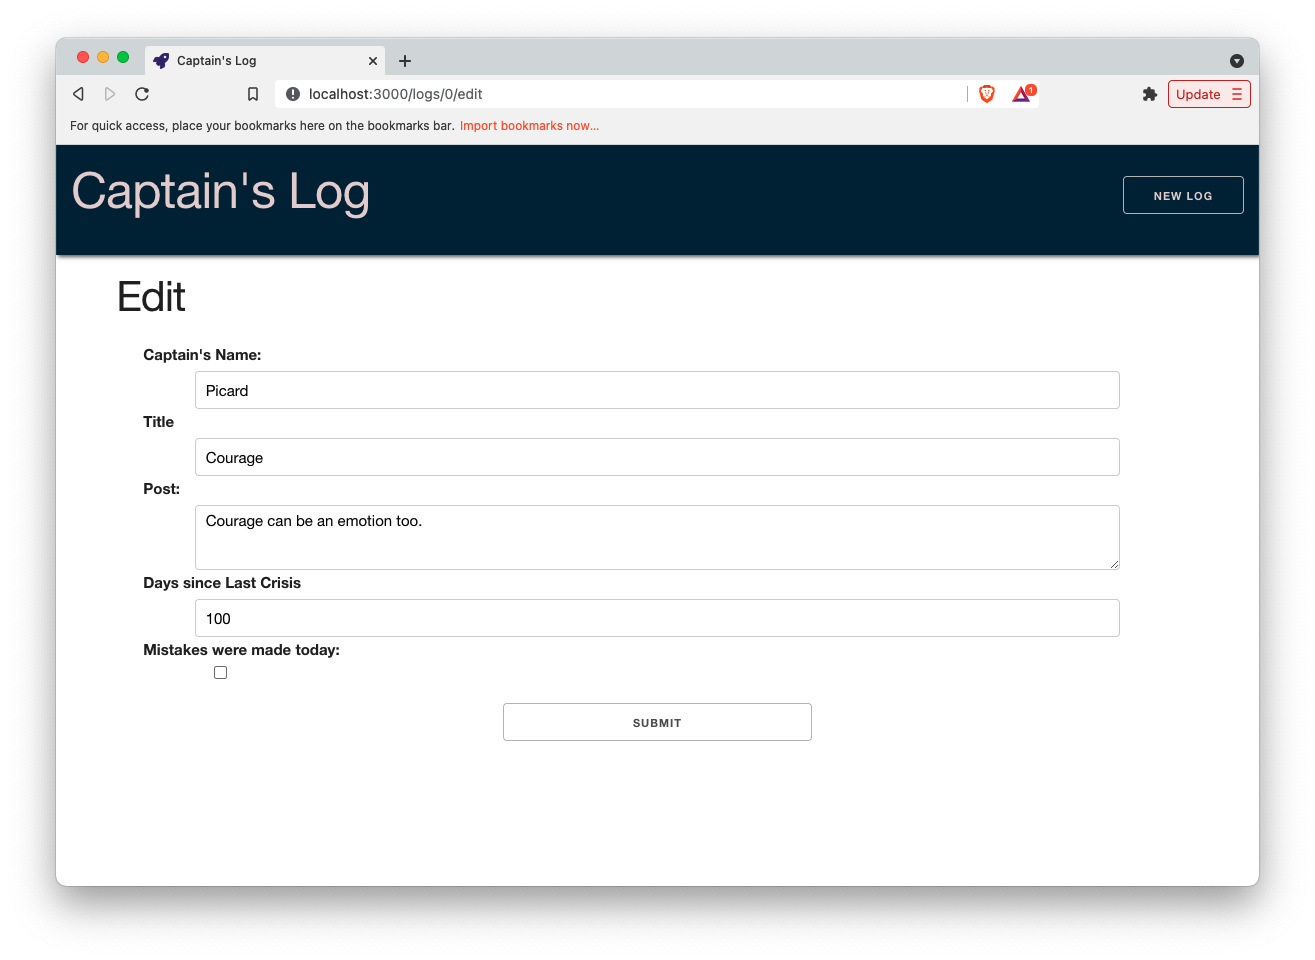 Captain's Log
localhost:3000/logs/0/edit
1
Update
For quick access, place your bookmarks here on the bookmarks bar. Import bookmarks now...
Captain's Log
NEW LOG
Edit
Captain's Name:
Picard
Title
Courage
Post:
Courage can be an emotion too.
Days since Last Crisis
100
Mistakes were made today:
SUBMIT